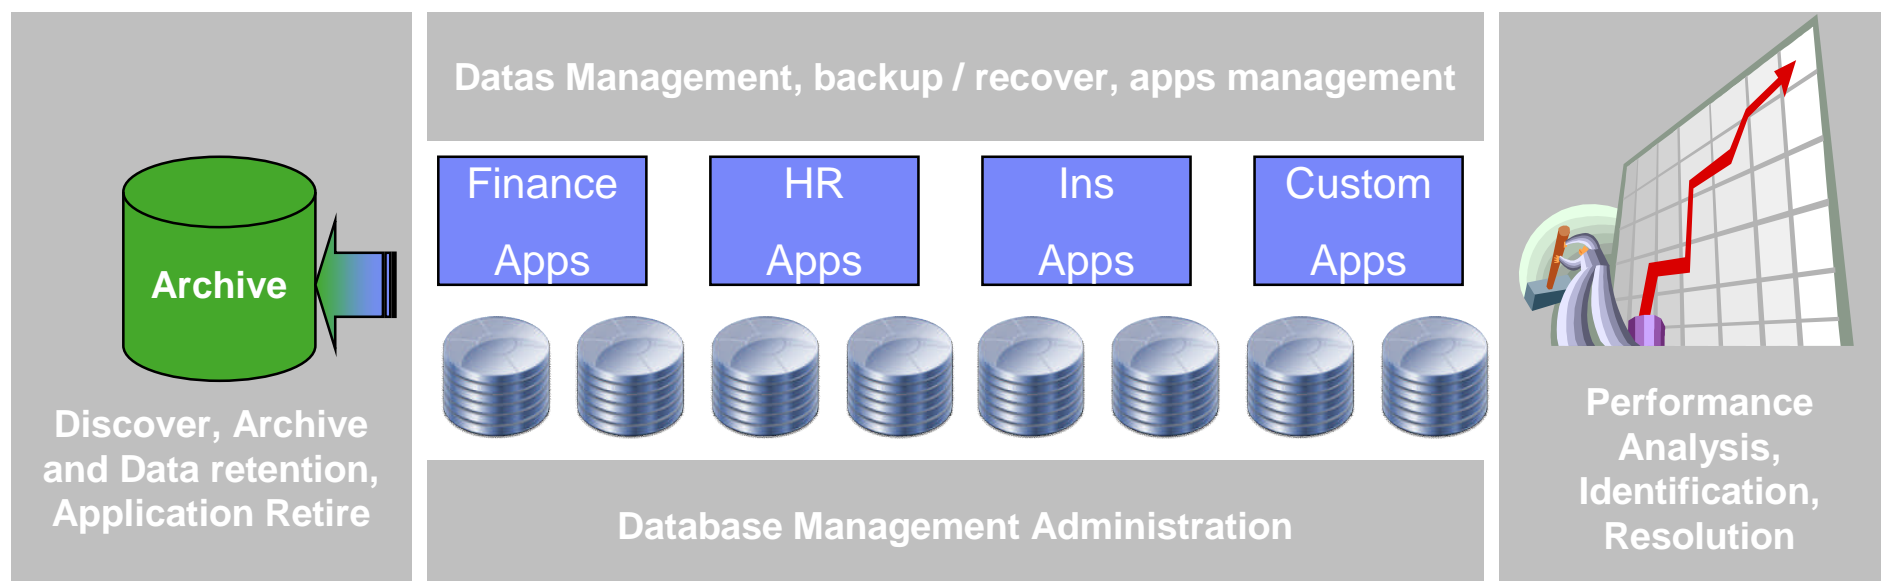 Archive
Discover, Archive
and Data retention,
Application Retire
Datas Management, backup / recover, apps management
Finance
Apps
HR
Apps
Ins
Apps
Custom
Apps
Database Management Administration
Performance
Analysis,
Identification,
Resolution